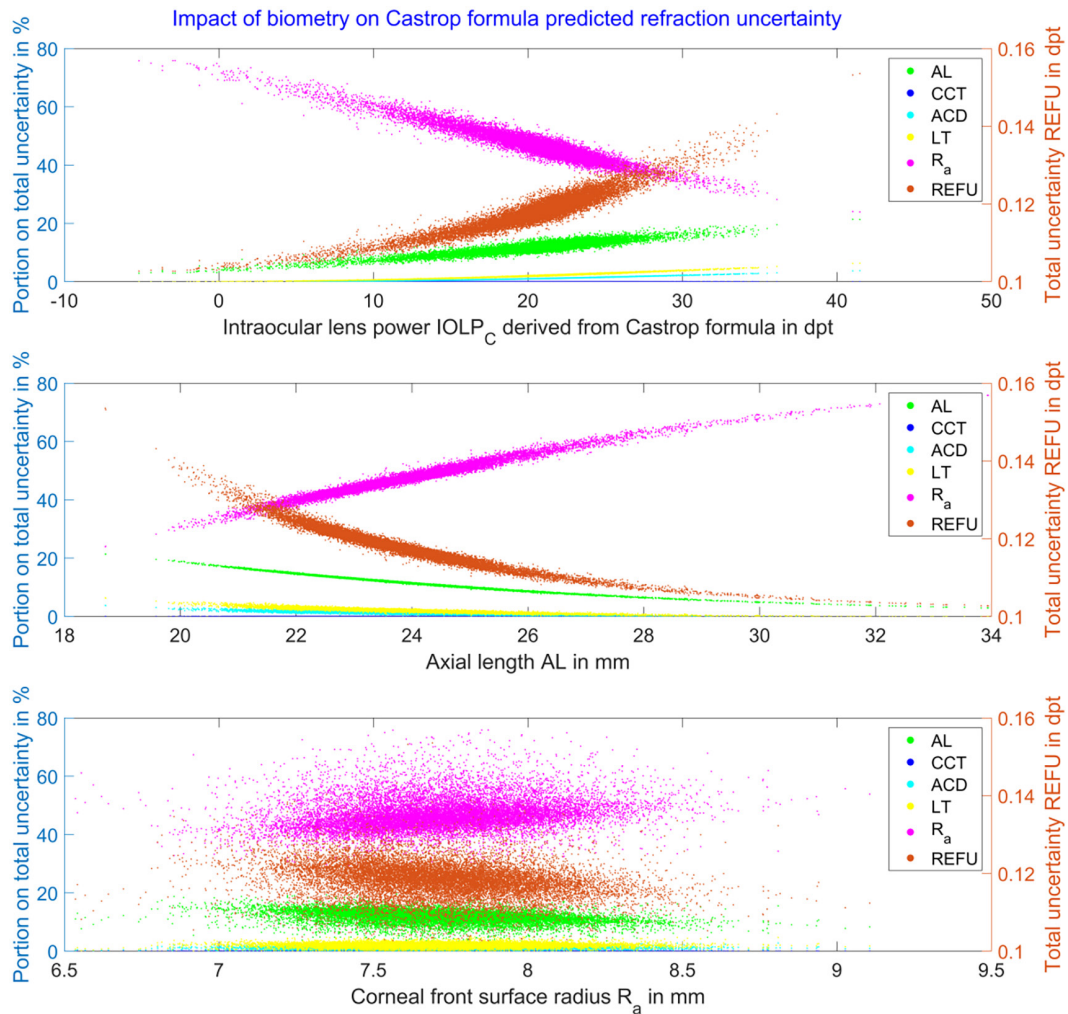 Impact of biometry on Castrop formula predicted refraction uncertainty
Portion on total uncertainty in %
80
60
40
20
0
0.16
0.14
0.12
0.1
Total uncertainty REFU in dpt
AL
CCT
ACD
LT
R_a
REFU
-10 0 10 20 30 40 50
Intraocular lens power IOLP_C derived from Castrop formula in dpt
Portion on total uncertainty in %
80
60
40
20
0
0.16
0.14
0.12
0.1
Total uncertainty REFU in dpt
AL
CCT
ACD
LT
R_a
REFU
18 20 22 24 26 28 30 32 34
Axial length AL in mm
Portion on total uncertainty in %
80
60
40
20
0
0.16
0.14
0.12
0.1
Total uncertainty REFU in dpt
AL
CCT
ACD
LT
R_a
REFU
6.5 7 7.5 8 8.5 9 9.5
Corneal front surface radius R_a in mm